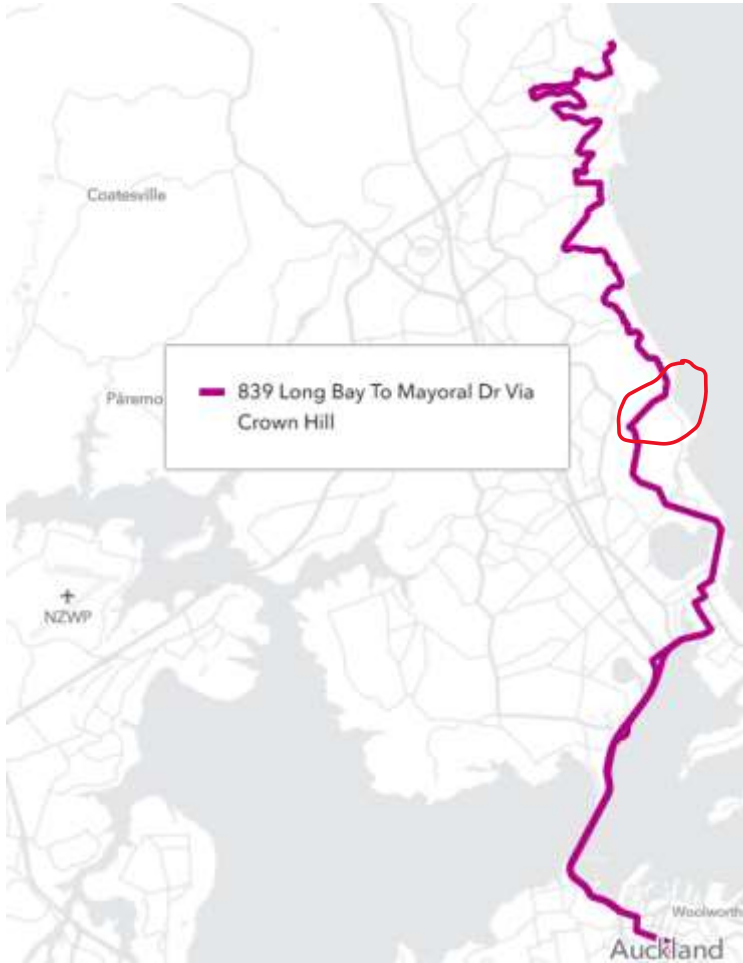 Coatesville
839 Long Bay To Mayoral Dr Via
Crown Hill
Pāremo
NZWP
Woolworth
Auckland